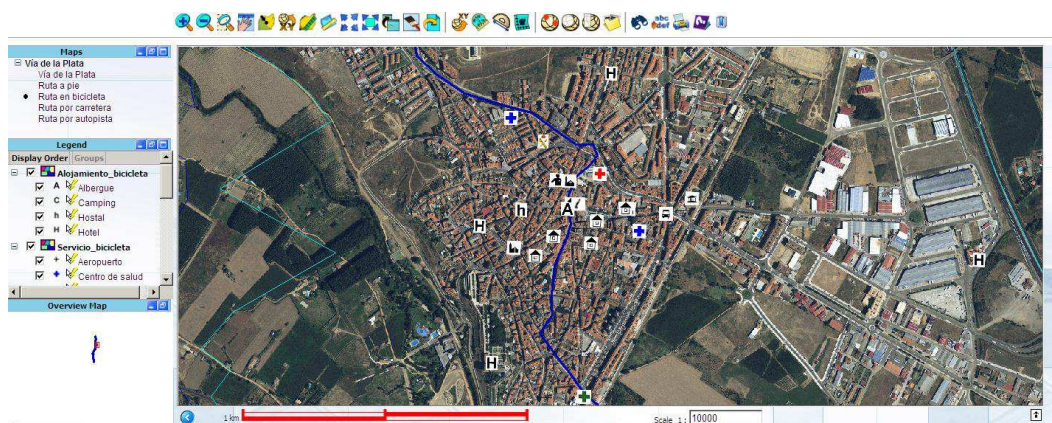 abc
def
Maps
Vía de la Plata
Vía de la Plata
Ruta a pie
Ruta en bicicleta
Ruta por carretera
Ruta por autopista
Legend
Display Order Groups
Alojamiento_bicicleta
A Albergue
C Camping
h Hostal
H Hotel
Servicio_bicicleta
Aeropuerto
Centro de salud
Overview Map
H
H
h
A
H
H
1 km
Scale 1: 10000